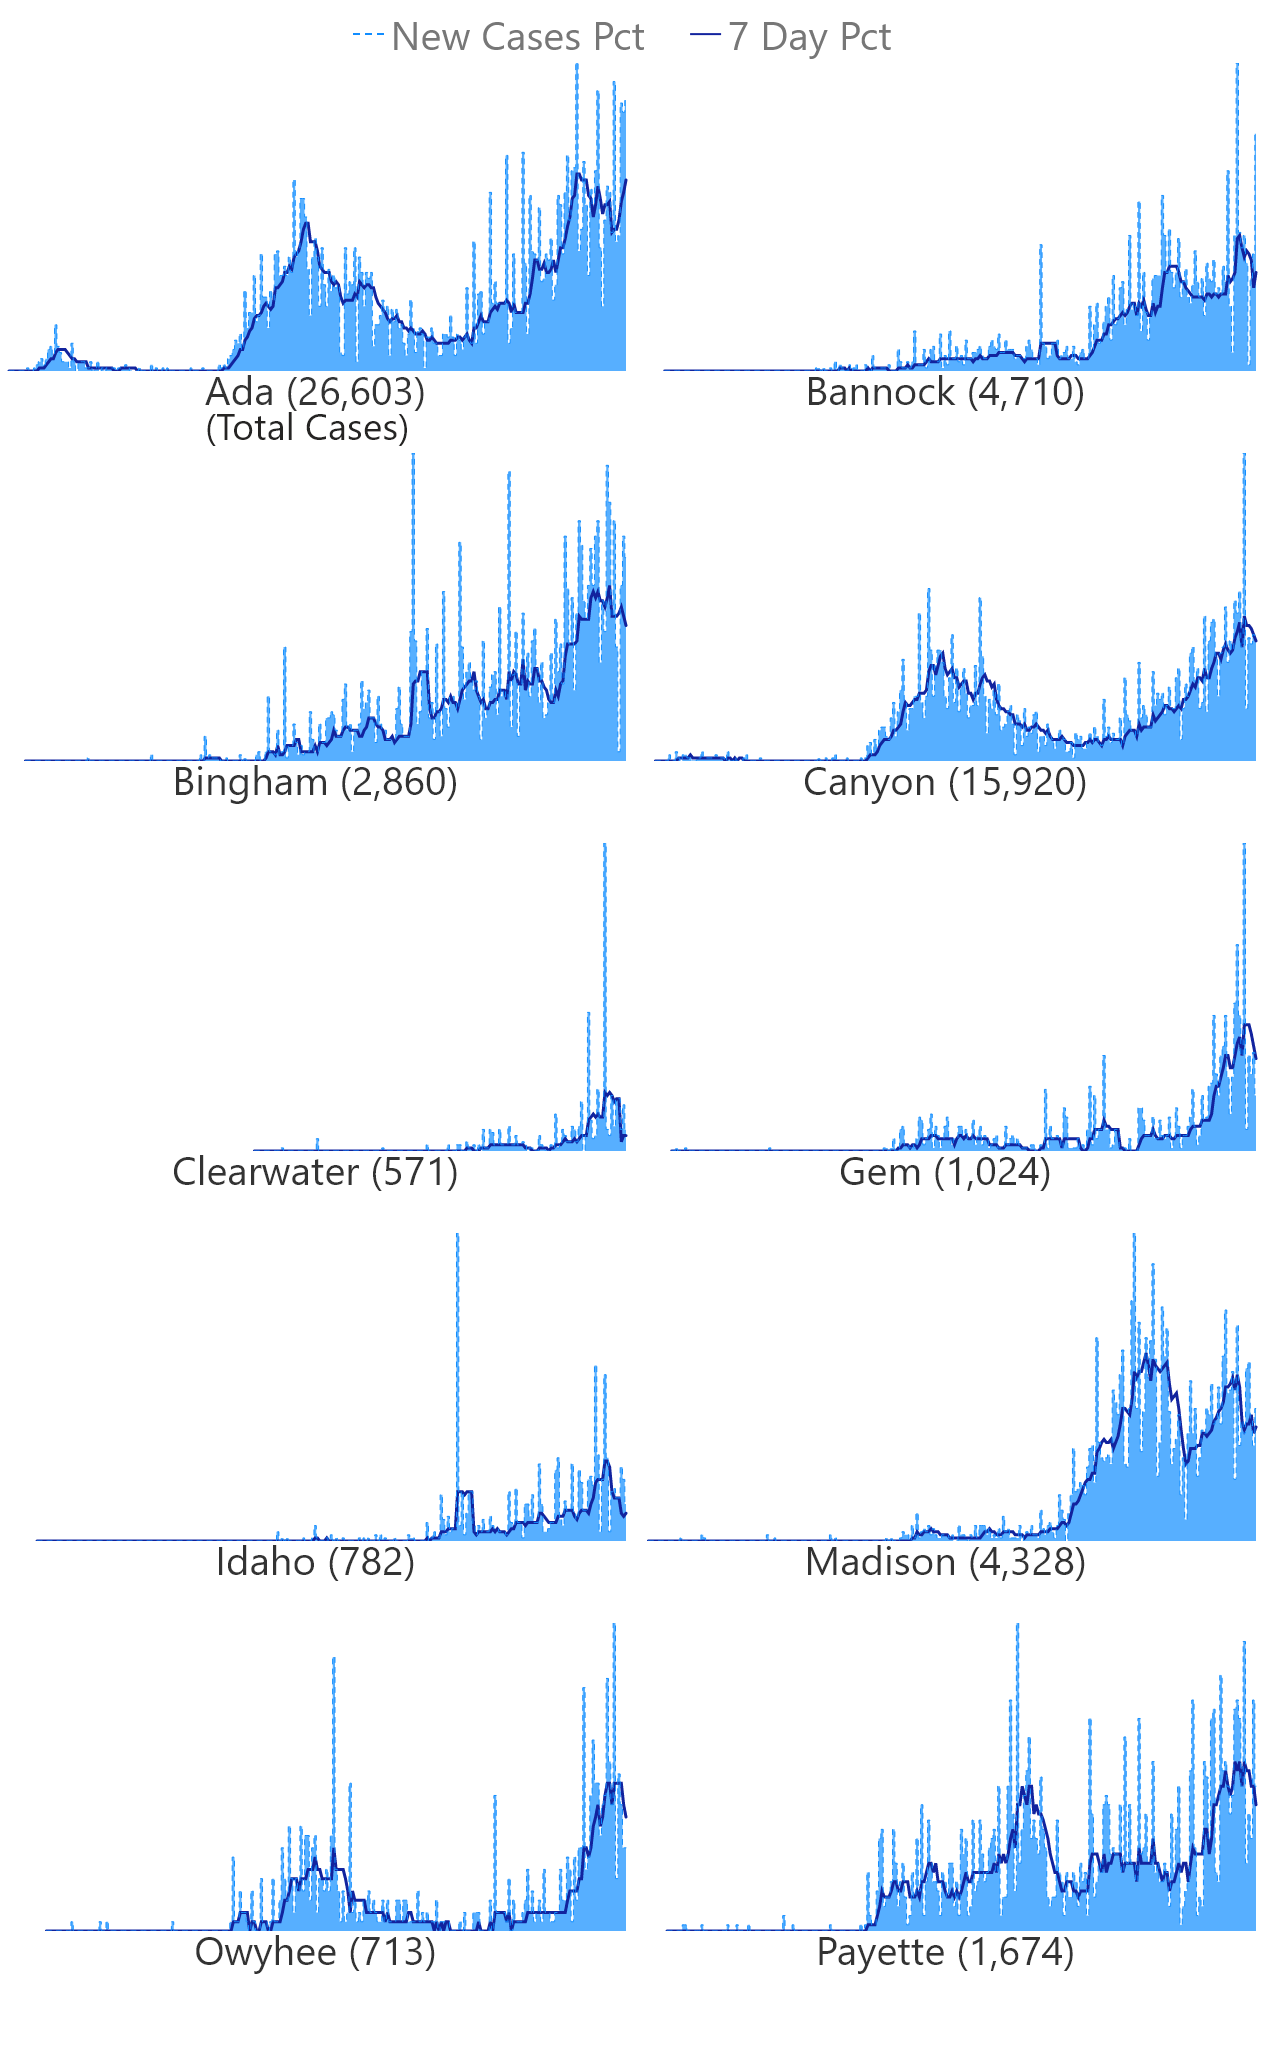 New Cases Pct 7 Day Pct
Ada (26,603)
(Total Cases)
Bannock (4,710)
Bingham (2,860)
Canyon (15,920)
Clearwater (571)
Gem (1,024)
Idaho (782)
Madison (4,328)
Owyhee (713)
Payette (1,674)